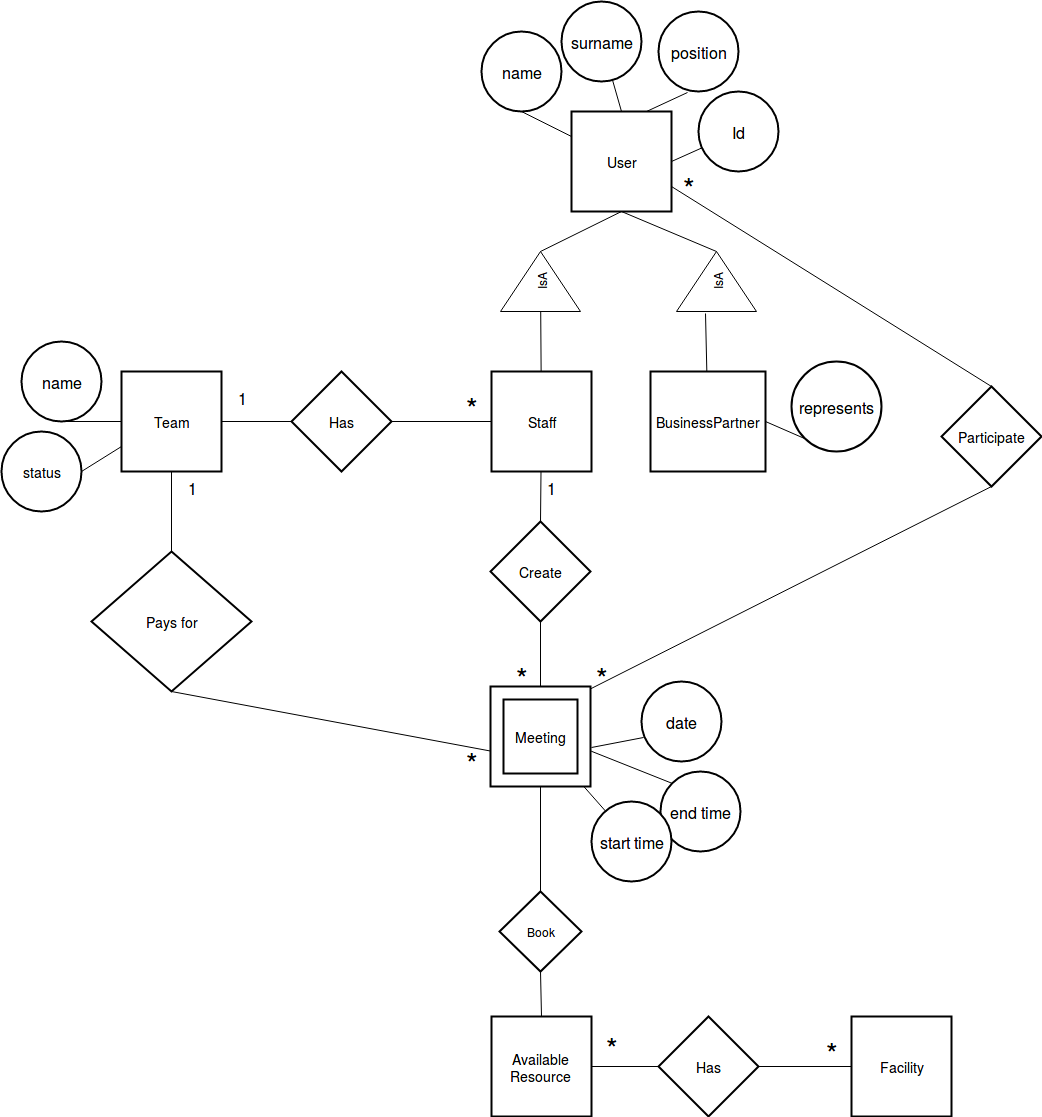 surname
position
name
Id
User
*
IsA
IsA
name
1
*
represents
Team
Has
Staff
BusinessPartner
Participate
status
1
1
Create
Pays for
*
*
date
Meeting
*
end time
start time
Book
*
*
Available
Resource
Has
Facility